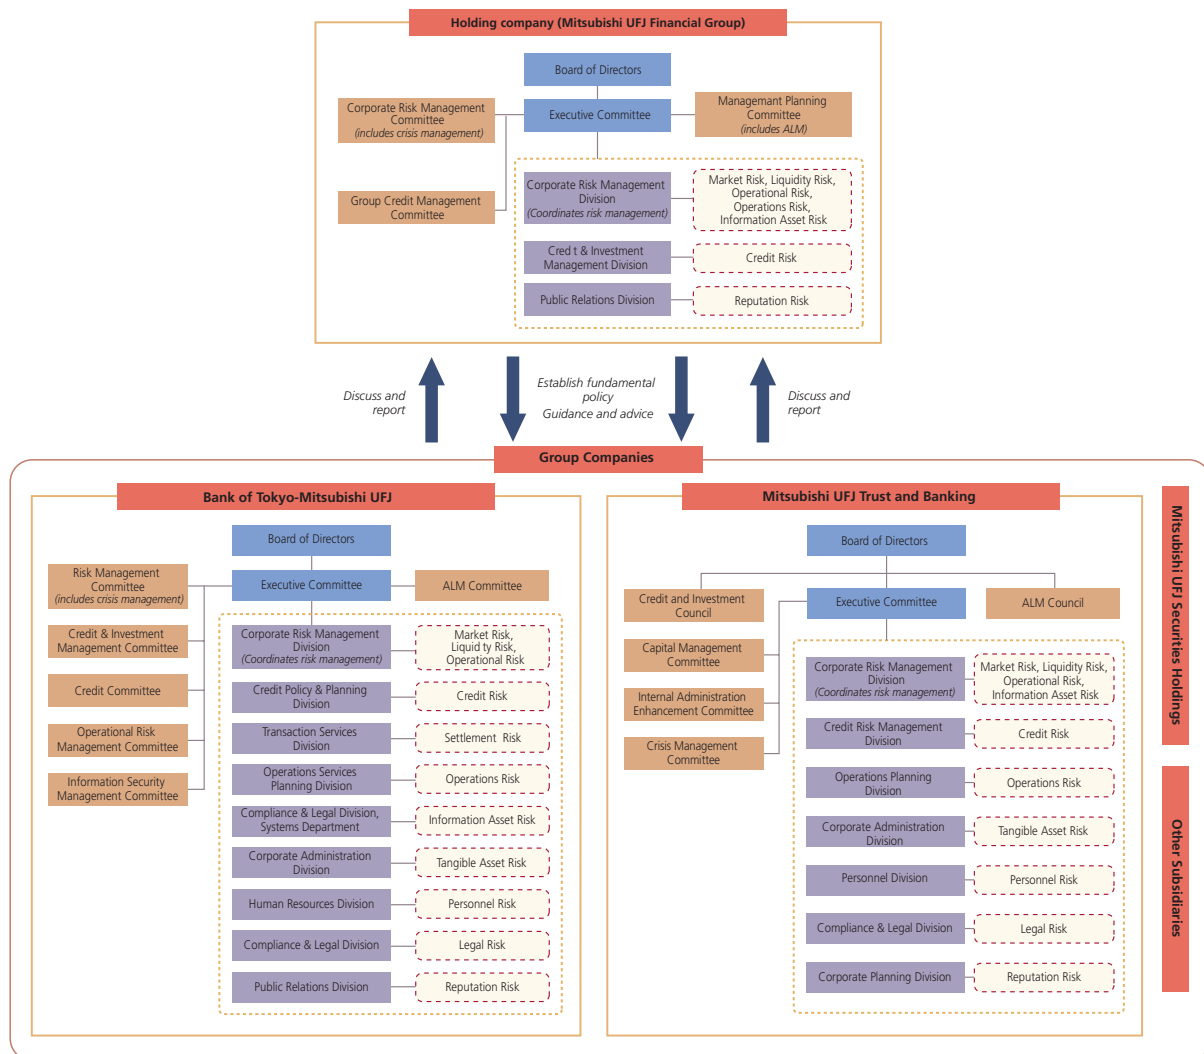 Holding company (Mitsubishi UFJ Financial Group)
Board of Directors
Corporate Risk Management
Committee
(includes crisis management)
Executive Committee
Managemant Planning
Committee
(includes ALM)
Group Credit Management
Committee
Corporate Risk Management
Division
(Coordinates risk management)
Market Risk, Liquidity Risk,
Operational Risk,
Operations Risk,
Information Asset Risk
Cred t & Investment
Management Division
Credit Risk
Public Relations Division
Reputation Risk
Discuss and
report
Establish fundamental
policy
Guidance and advice
Discuss and
report
Group Companies
Bank of Tokyo-Mitsubishi UFJ
Board of Directors
Risk Management
Committee
(includes crisis management)
Executive Committee
ALM Committee
Credit & Investment
Management Committee
Credit Committee
Operational Risk
Management Committee
Information Security
Management Committee
Corporate Risk Management
Division
(Coordinates risk management)
Market Risk,
Liquid ty Risk,
Operational Risk
Credit Policy & Planning
Division
Credit Risk
Transaction Services
Division
Settlement Risk
Operations Services
Planning Division
Operations Risk
Compliance & Legal Division,
Systems Department
Information Asset Risk
Corporate Administration
Division
Tangible Asset Risk
Human Resources Division
Personnel Risk
Compliance & Legal Division
Legal Risk
Public Relations Division
Reputation Risk
Mitsubishi UFJ Trust and Banking
Board of Directors
Credit and Investment
Council
Executive Committee
ALM Council
Capital Management
Committee
Internal Administration
Enhancement Committee
Crisis Management
Committee
Corporate Risk Management
Division
(Coordinates risk management)
Market Risk, Liquidity Risk,
Operational Risk,
Information Asset Risk
Credit Risk Management
Division
Credit Risk
Operations Planning
Division
Operations Risk
Corporate Administration
Division
Tangible Asset Risk
Personnel Division
Personnel Risk
Compliance & Legal Division
Legal Risk
Corporate Planning Division
Reputation Risk
Mitsubishi UFJ Securities Holdings
Other Subsidiaries